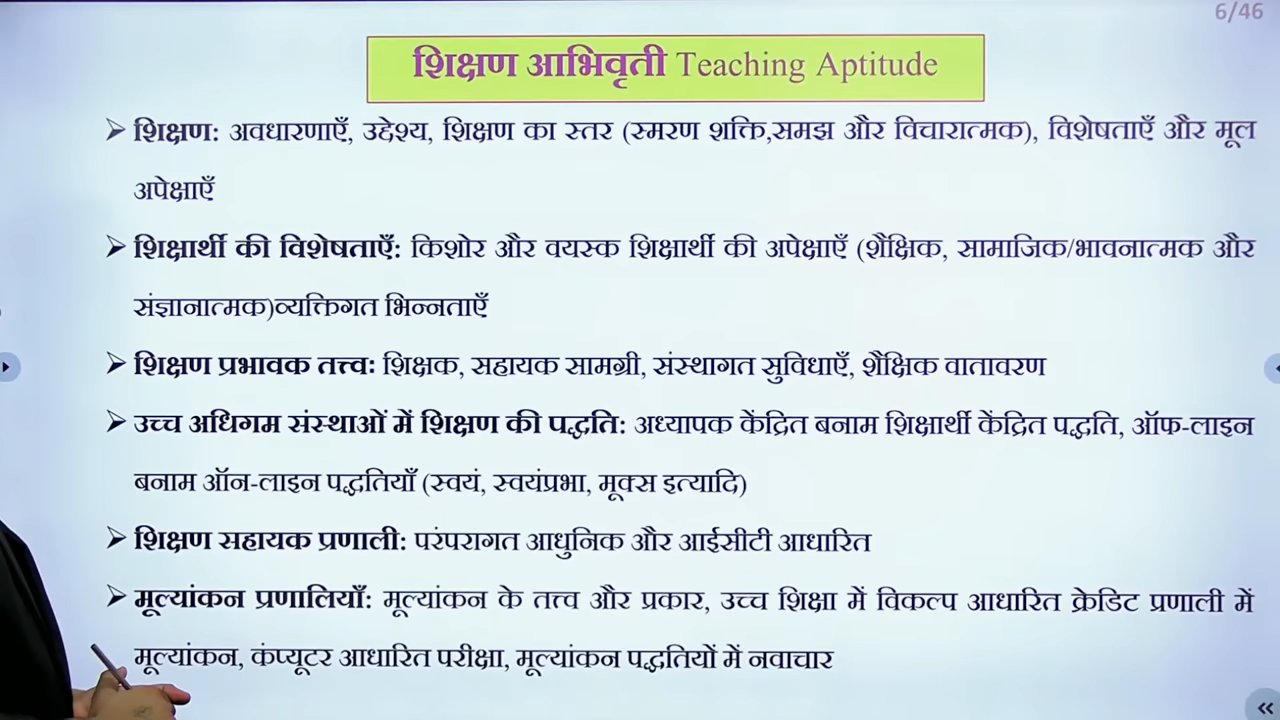 6/46
शिक्षण आभिवृती Teaching Aptitude
➢ शिक्षण: अवधारणाएँ, उद्देश्य, शिक्षण का स्तर (स्मरण शक्ति,समझ और विचारात्मक), विशेषताएँ और मूल
अपेक्षाएँ
➢ शिक्षार्थी की विशेषताएँ: किशोर और वयस्क शिक्षार्थी की अपेक्षाएँ (शैक्षिक, सामाजिक/भावनात्मक और
संज्ञानात्मक)व्यक्तिगत भिन्नताएँ
➢ शिक्षण प्रभावक तत्त्व: शिक्षक, सहायक सामग्री, संस्थागत सुविधाएँ, शैक्षिक वातावरण
➢ उच्च अधिगम संस्थाओं में शिक्षण की पद्धति: अध्यापक केंद्रित बनाम शिक्षार्थी केंद्रित पद्धति, ऑफ-लाइन
बनाम ऑन-लाइन पद्धतियाँ (स्वयं, स्वयंप्रभा, मूक्स इत्यादि)
➢ शिक्षण सहायक प्रणाली: परंपरागत आधुनिक और आईसीटी आधारित
➢ मूल्यांकन प्रणालियाँ: मूल्यांकन के तत्त्व और प्रकार, उच्च शिक्षा में विकल्प आधारित क्रेडिट प्रणाली में
मूल्यांकन, कंप्यूटर आधारित परीक्षा, मूल्यांकन पद्धतियों में नवाचार